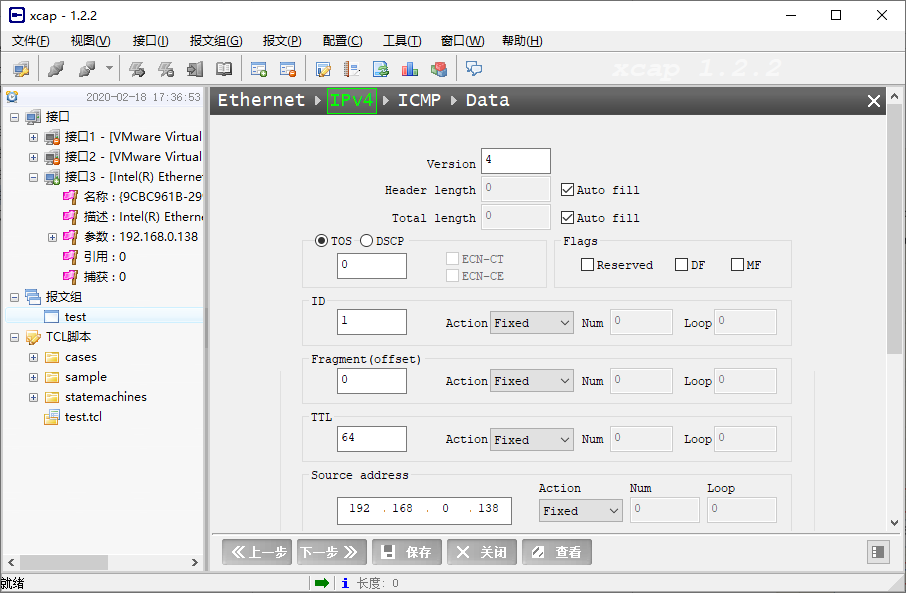 xcap - 1.2.2
文件(F) 视图(V) 接口(I) 报文组(G) 报文(P) 配置(C) 工具(T) 窗口(W) 帮助(H)
xcap 1.2.2
2020-02-18 17:36:53
接口
接口1 - [VMware Virtual
接口2 - [VMware Virtual
接口3 - [Intel(R) Etherne
名称 : {9CBC961B-29
描述 : Intel(R) Ethern
参数 : 192.168.0.138
引用 : 0
捕获 : 0
报文组
test
TCL脚本
cases
sample
statemachines
test.tcl
Ethernet IPv4 ICMP Data
Version 4
Header length 0 Auto fill
Total length 0 Auto fill
TOS DSCP Flags
0 ECN-CT Reserved DF MF
ECN-CE
ID
1 Action Fixed Num 0 Loop 0
Fragment(offset)
0 Action Fixed Num 0 Loop 0
TTL
64 Action Fixed Num 0 Loop 0
Source address
Action Num Loop
192 . 168 . 0 . 138 Fixed 0 0
上一步 下一步 保存 关闭 查看
就绪 长度: 0